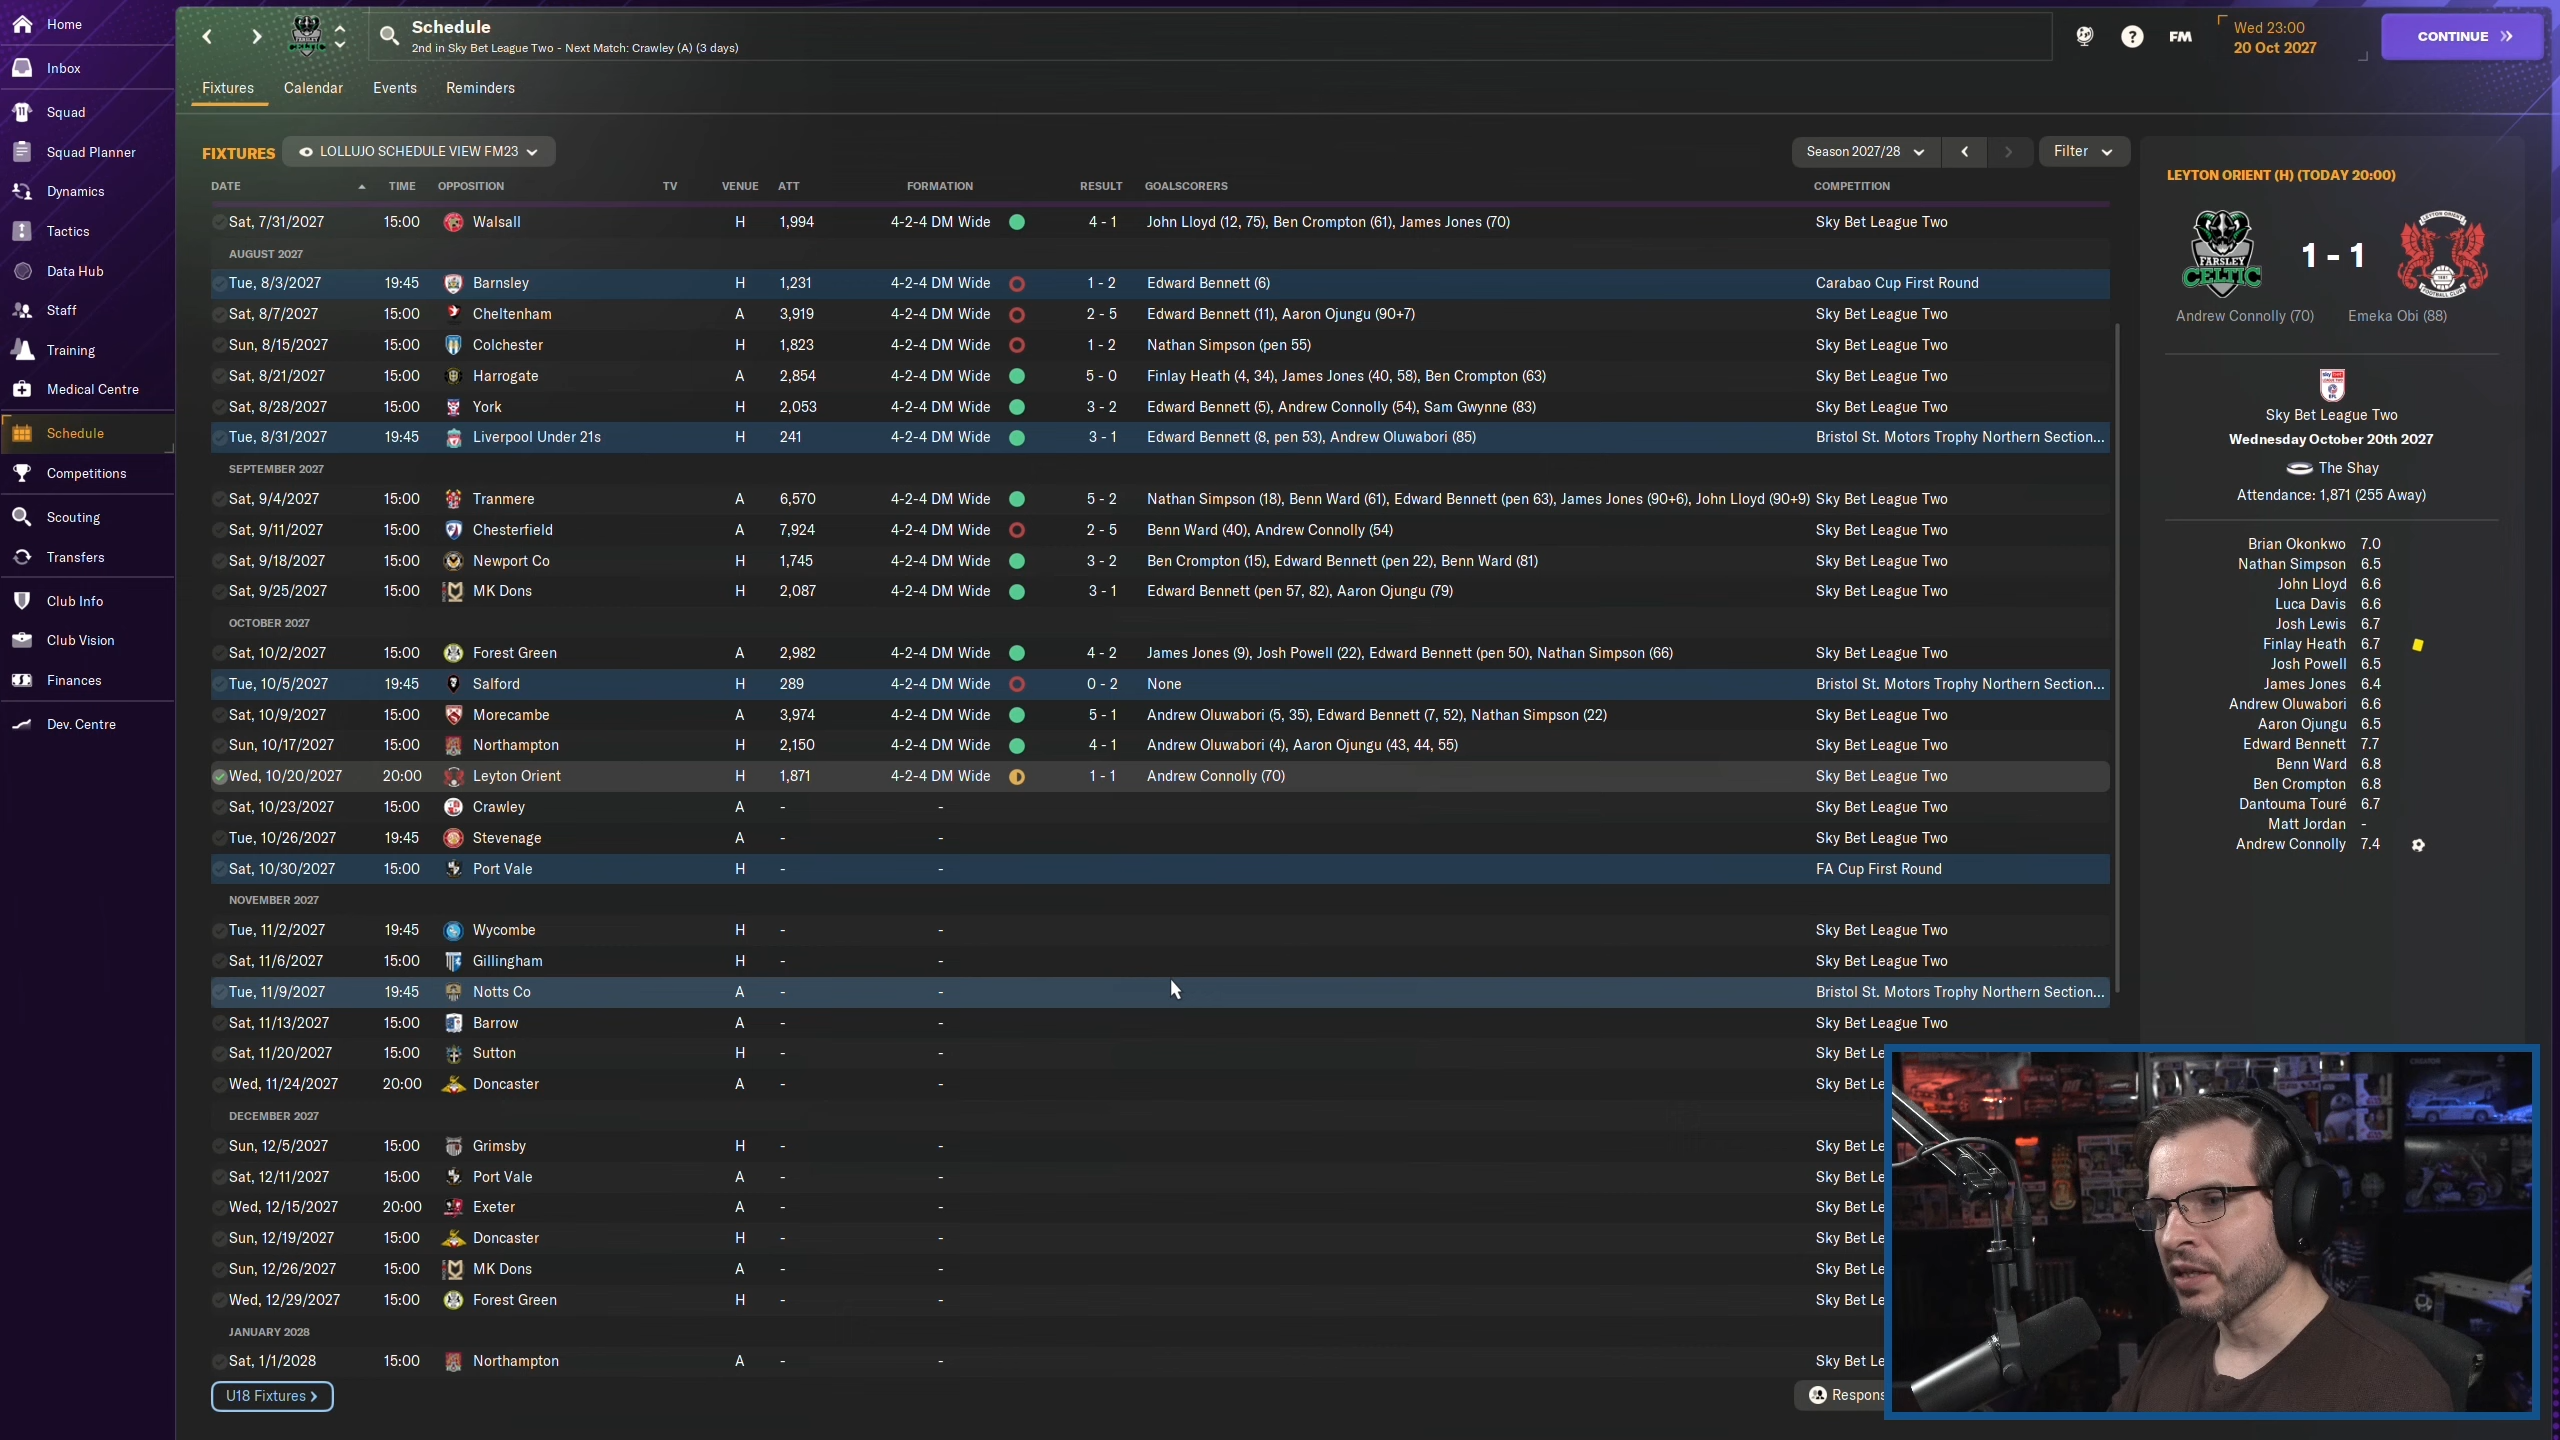 Home
Inbox
Squad
Squad Planner
Dynamics
Tactics
Data Hub
Staff
Training
Medical Centre
Schedule
Competitions
Scouting
Transfers
Club Info
Club Vision
Finances
Dev. Centre
Schedule
2nd in Sky Bet League Two - Next Match: Crawley (A) (3 days)
FM
Wed 23:00
20 Oct 2027
CONTINUE
Fixtures Calendar Events Reminders
FIXTURES LOLLUJO SCHEDULE VIEW FM23 Season 2027/28 Filter
DATE TIME OPPOSITION TV VENUE ATT FORMATION RESULT GOALSCORERS COMPETITION
Sat, 7/31/2027 15:00 Walsall H 1,994 4-2-4 DM Wide 4 - 1 John Lloyd (12, 75), Ben Crompton (61), James Jones (70) Sky Bet League Two
AUGUST 2027
Tue, 8/3/2027 19:45 Barnsley H 1,231 4-2-4 DM Wide 1 - 2 Edward Bennett (6) Carabao Cup First Round
Sat, 8/7/2027 15:00 Cheltenham A 3,919 4-2-4 DM Wide 2 - 5 Edward Bennett (11), Aaron Ojungu (90+7) Sky Bet League Two
Sun, 8/15/2027 15:00 Colchester H 1,823 4-2-4 DM Wide 1 - 2 Nathan Simpson (pen 55) Sky Bet League Two
Sat, 8/21/2027 15:00 Harrogate A 2,854 4-2-4 DM Wide 5 - 0 Finlay Heath (4, 34), James Jones (40, 58), Ben Crompton (63) Sky Bet League Two
Sat, 8/28/2027 15:00 York H 2,053 4-2-4 DM Wide 3 - 2 Edward Bennett (5), Andrew Connolly (54), Sam Gwynne (83) Sky Bet League Two
Tue, 8/31/2027 19:45 Liverpool Under 21s H 241 4-2-4 DM Wide 3 - 1 Edward Bennett (8, pen 53), Andrew Oluwabori (85) Bristol St. Motors Trophy Northern Section...
SEPTEMBER 2027
Sat, 9/4/2027 15:00 Tranmere A 6,570 4-2-4 DM Wide 5 - 2 Nathan Simpson (18), Benn Ward (61), Edward Bennett (pen 63), James Jones (90+6), John Lloyd (90+9) Sky Bet League Two
Sat, 9/11/2027 15:00 Chesterfield A 7,924 4-2-4 DM Wide 2 - 5 Benn Ward (40), Andrew Connolly (54) Sky Bet League Two
Sat, 9/18/2027 15:00 Newport Co H 1,745 4-2-4 DM Wide 3 - 2 Ben Crompton (15), Edward Bennett (pen 22), Benn Ward (81) Sky Bet League Two
Sat, 9/25/2027 15:00 MK Dons H 2,087 4-2-4 DM Wide 3 - 1 Edward Bennett (pen 57, 82), Aaron Ojungu (79) Sky Bet League Two
OCTOBER 2027
Sat, 10/2/2027 15:00 Forest Green A 2,982 4-2-4 DM Wide 4 - 2 James Jones (9), Josh Powell (22), Edward Bennett (pen 50), Nathan Simpson (66) Sky Bet League Two
Tue, 10/5/2027 19:45 Salford H 289 4-2-4 DM Wide 0 - 2 None Bristol St. Motors Trophy Northern Section...
Sat, 10/9/2027 15:00 Morecambe A 3,974 4-2-4 DM Wide 5 - 1 Andrew Oluwabori (5, 35), Edward Bennett (7, 52), Nathan Simpson (22) Sky Bet League Two
Sun, 10/17/2027 15:00 Northampton H 2,150 4-2-4 DM Wide 4 - 1 Andrew Oluwabori (4), Aaron Ojungu (43, 44, 55) Sky Bet League Two
Wed, 10/20/2027 20:00 Leyton Orient H 1,871 4-2-4 DM Wide 1 - 1 Andrew Connolly (70) Sky Bet League Two
Sat, 10/23/2027 15:00 Crawley A - - Sky Bet League Two
Tue, 10/26/2027 19:45 Stevenage A - - Sky Bet League Two
Sat, 10/30/2027 15:00 Port Vale H - - FA Cup First Round
NOVEMBER 2027
Tue, 11/2/2027 19:45 Wycombe H - - Sky Bet League Two
Sat, 11/6/2027 15:00 Gillingham H - - Sky Bet League Two
Tue, 11/9/2027 19:45 Notts Co A - - Bristol St. Motors Trophy Northern Section...
Sat, 11/13/2027 15:00 Barrow A - - Sky Bet League Two
Sat, 11/20/2027 15:00 Sutton H - - Sky Bet Le
Wed, 11/24/2027 20:00 Doncaster A - - Sky Bet Le
DECEMBER 2027
Sun, 12/5/2027 15:00 Grimsby H - - Sky Bet Le
Sat, 12/11/2027 15:00 Port Vale A - - Sky Bet Le
Wed, 12/15/2027 20:00 Exeter A - - Sky Bet Le
Sun, 12/19/2027 15:00 Doncaster H - - Sky Bet Le
Sun, 12/26/2027 15:00 MK Dons A - - Sky Bet Le
Wed, 12/29/2027 15:00 Forest Green H - - Sky Bet Le
JANUARY 2028
Sat, 1/1/2028 15:00 Northampton A - - Sky Bet Le
U18 Fixtures Respons
LEYTON ORIENT (H) (TODAY 20:00)
FARSLEY
CELTIC
1 - 1
LEYTON ORIENT
FOOTBALL CLUB
Andrew Connolly (70) Emeka Obi (88)
Sky Bet League Two
Wednesday October 20th 2027
The Shay
Attendance: 1,871 (255 Away)
Brian Okonkwo 7.0
Nathan Simpson 6.5
John Lloyd 6.6
Luca Davis 6.6
Josh Lewis 6.7
Finlay Heath 6.7
Josh Powell 6.5
James Jones 6.4
Andrew Oluwabori 6.6
Aaron Ojungu 6.5
Edward Bennett 7.7
Benn Ward 6.8
Ben Crompton 6.8
Dantouma Touré 6.7
Matt Jordan -
Andrew Connolly 7.4